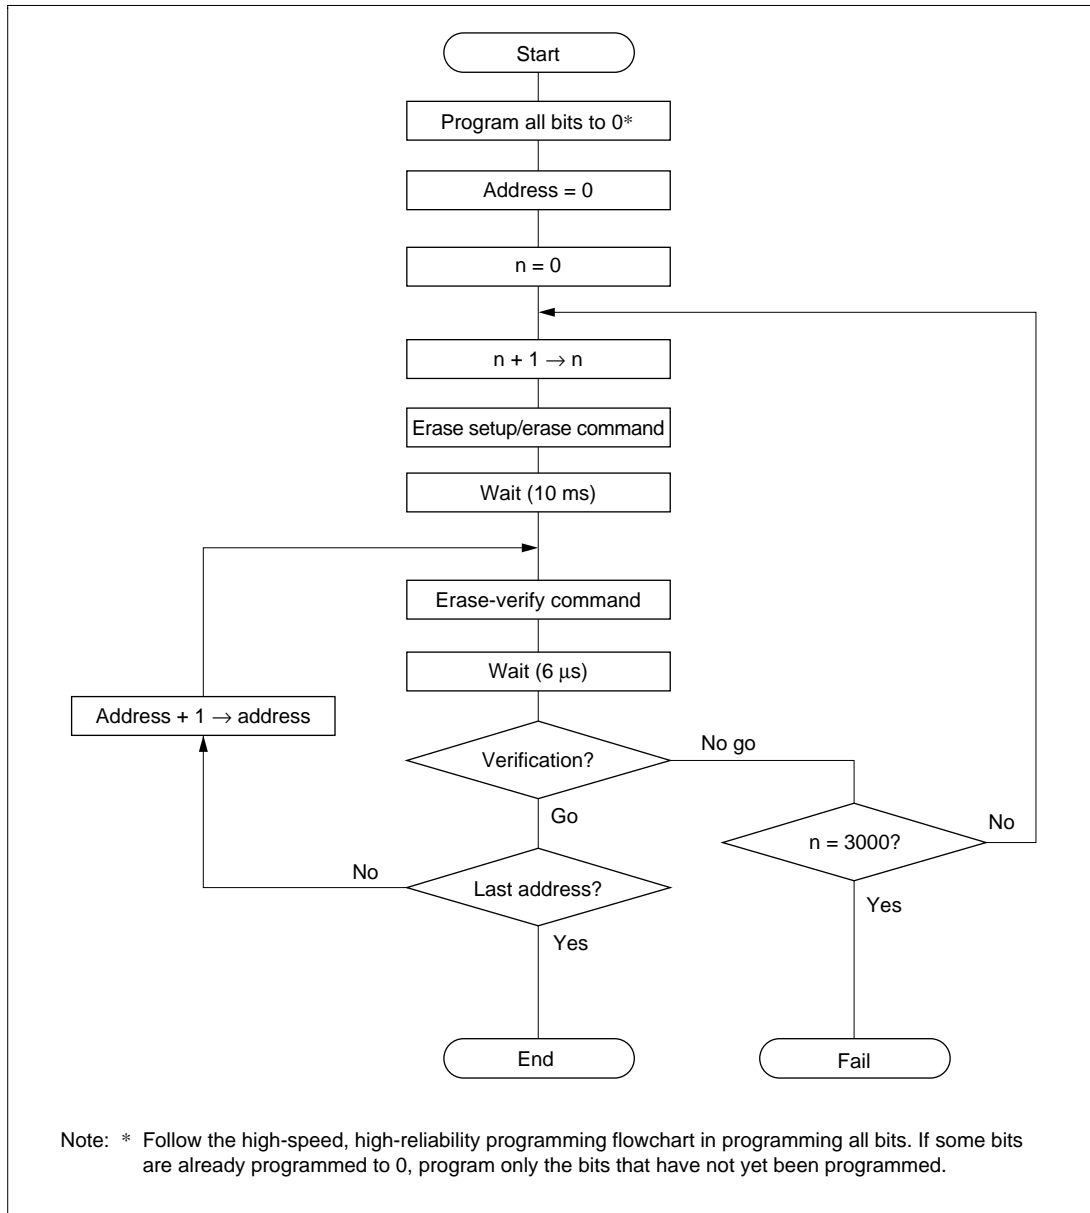 Start
Program all bits to 0*
Address = 0
n = 0
n + 1 → n
Erase setup/erase command
Wait (10 ms)
Erase-verify command
Wait (6 μs)
Address + 1 → address
Verification?
No go
Go
n = 3000?
No
No
Last address?
Yes
Yes
End
Fail
Note: * Follow the high-speed, high-reliability programming flowchart in programming all bits. If some bits
are already programmed to 0, program only the bits that have not yet been programmed.